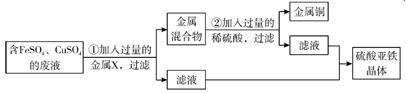 含FeSO₄、CuSO₄
的废液
①加入过量的
金属X，过滤
金属
混合物
②加入过量的
稀硫酸，过滤
金属铜
滤液
滤液
硫酸亚铁
晶体